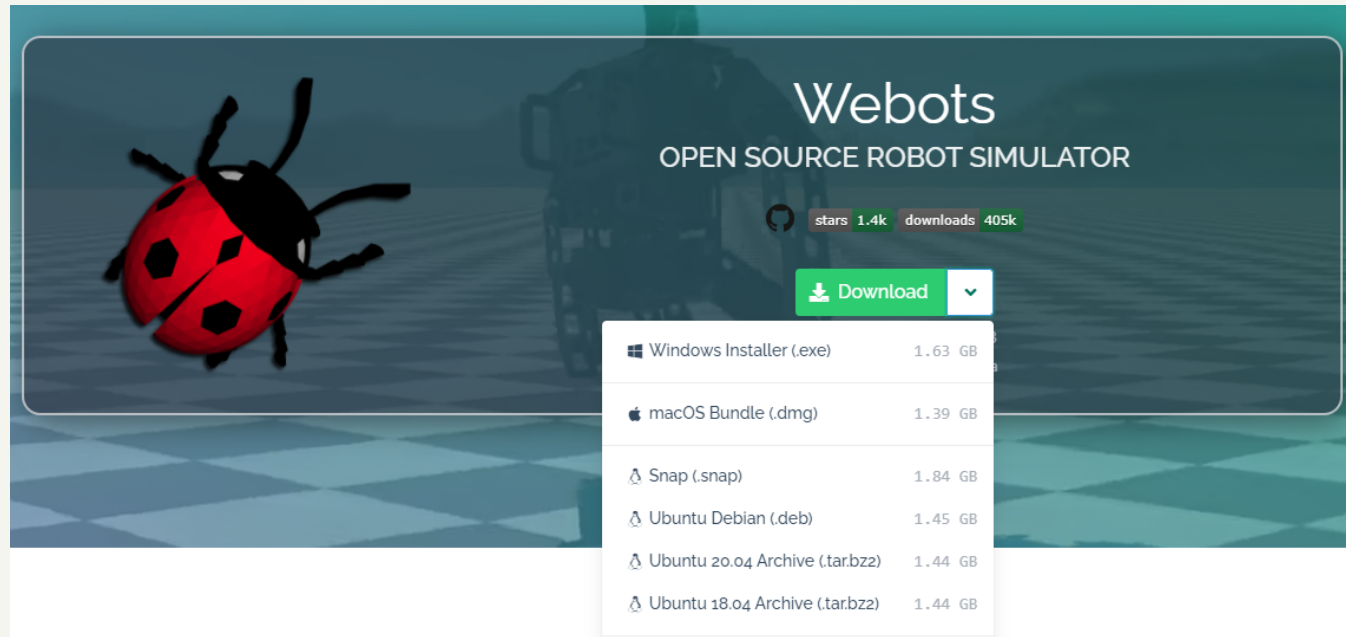 Webots
OPEN SOURCE ROBOT SIMULATOR
stars 1.4k downloads 405k
Download
Windows Installer (.exe) 1.63 GB
macOS Bundle (.dmg) 1.39 GB
Snap (.snap) 1.84 GB
Ubuntu Debian (.deb) 1.45 GB
Ubuntu 20.04 Archive (.tar.bz2) 1.44 GB
Ubuntu 18.04 Archive (.tar.bz2) 1.44 GB